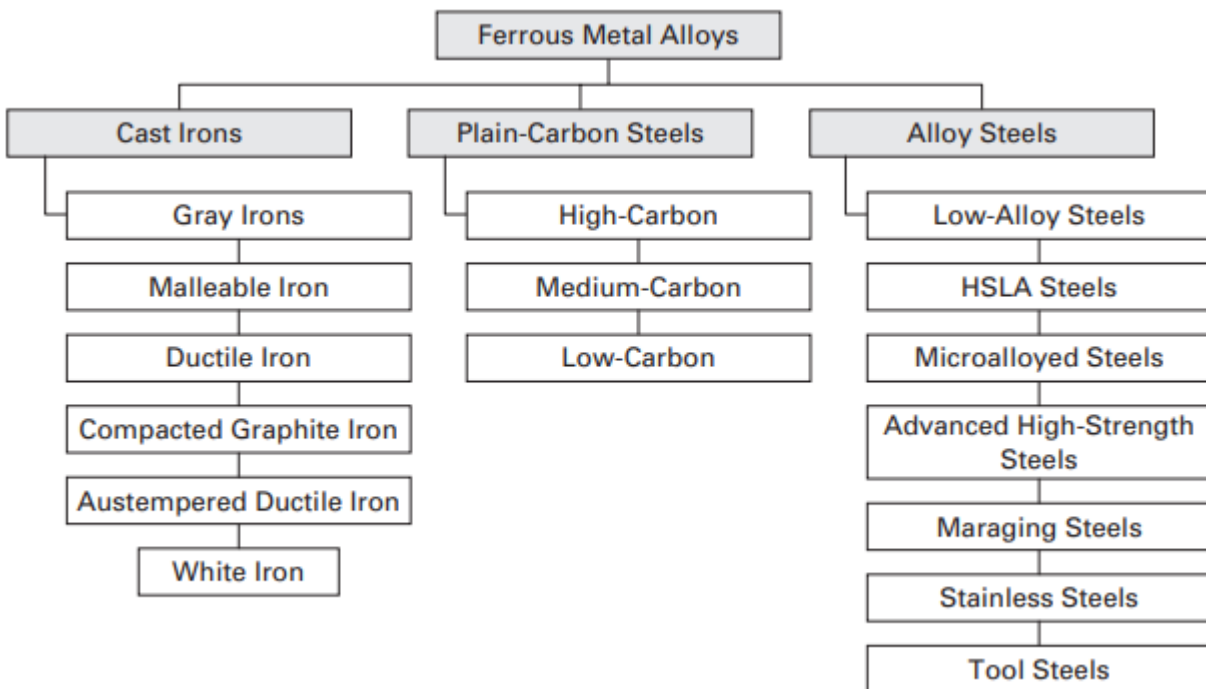 Ferrous Metal Alloys
Cast Irons
Gray Irons
Malleable Iron
Ductile Iron
Compacted Graphite Iron
Austempered Ductile Iron
White Iron
Plain-Carbon Steels
High-Carbon
Medium-Carbon
Low-Carbon
Alloy Steels
Low-Alloy Steels
HSLA Steels
Microalloyed Steels
Advanced High-Strength
Steels
Maraging Steels
Stainless Steels
Tool Steels